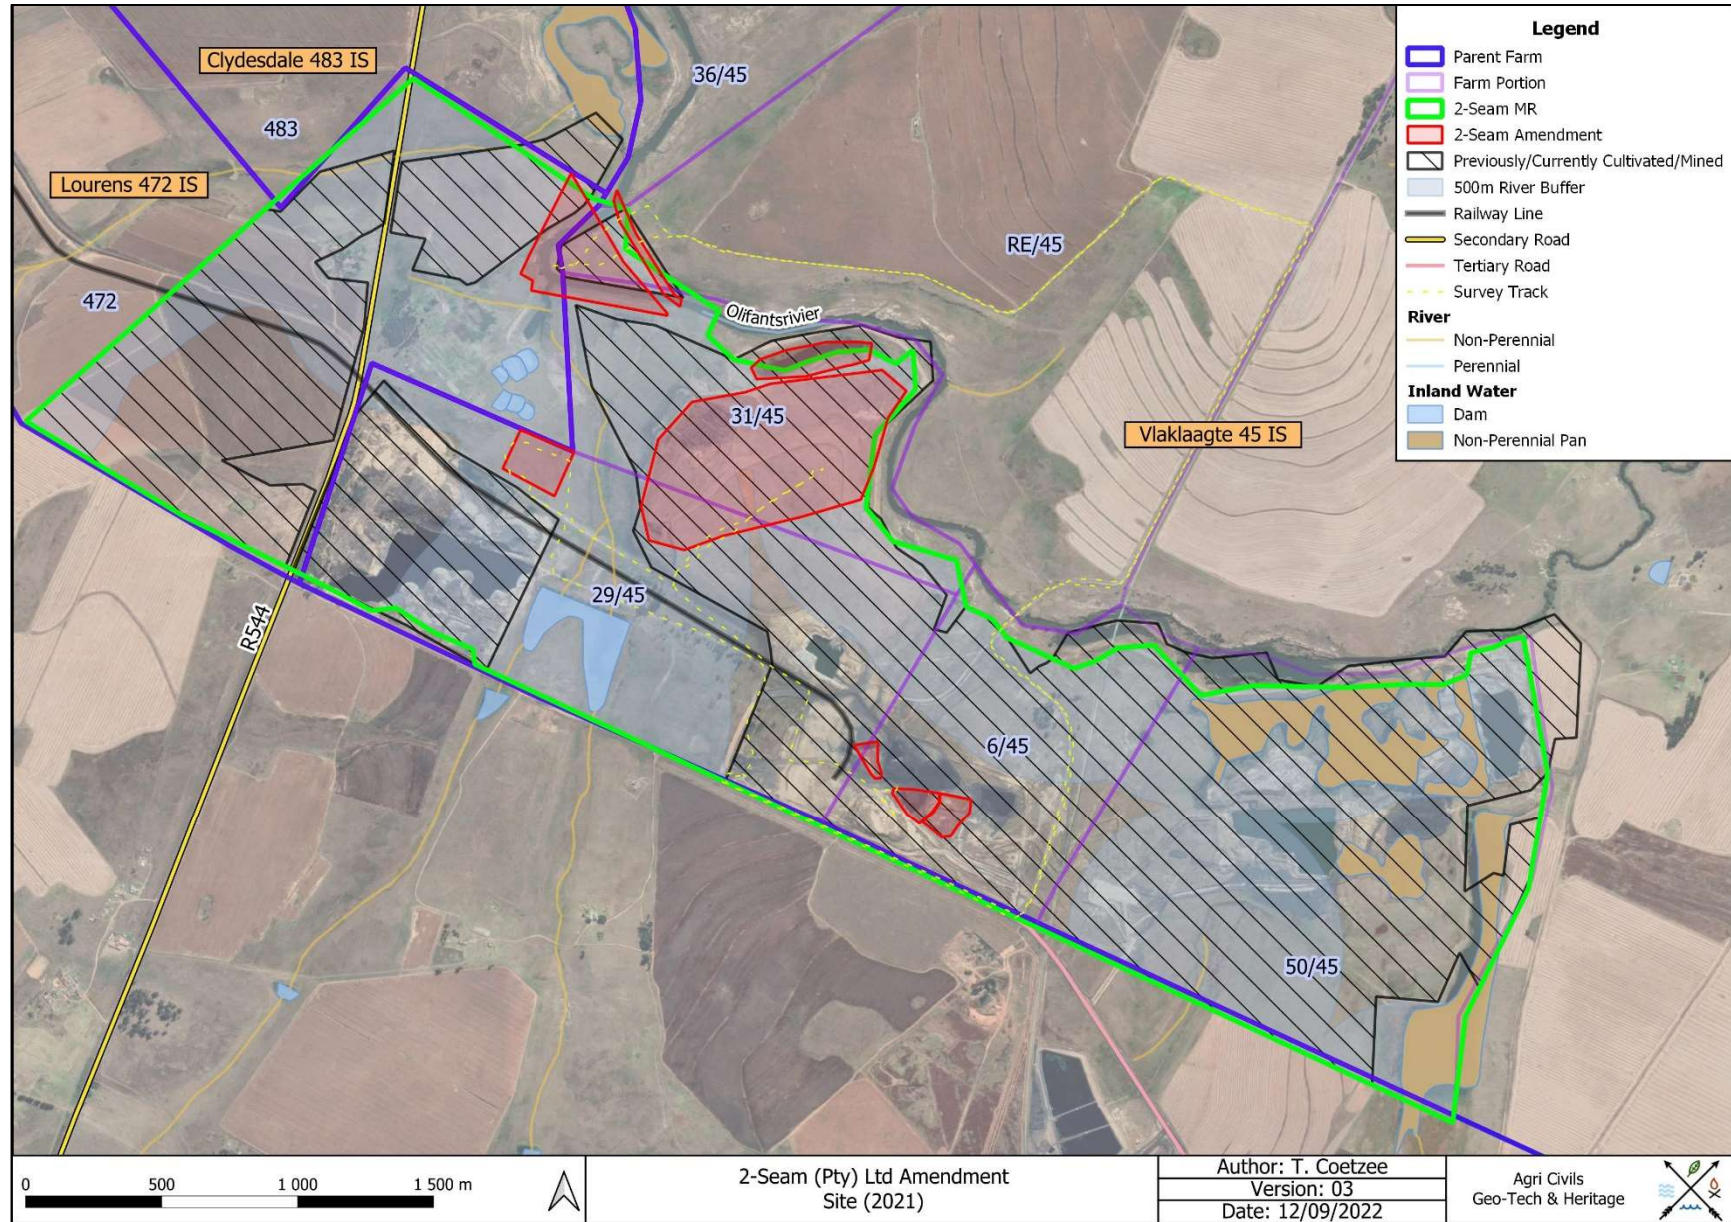 Clydesdale 483 IS
36/45
483
Lourens 472 IS
RE/45
472
Olifantsrivier
31/45
Vlaklaagte 45 IS
29/45
R544
6/45
50/45
Legend
Parent Farm
Farm Portion
2-Seam MR
2-Seam Amendment
Previously/Currently Cultivated/Mined
500m River Buffer
Railway Line
Secondary Road
Tertiary Road
Survey Track
River
Non-Perennial
Perennial
Inland Water
Dam
Non-Perennial Pan
0 500 1 000 1 500 m
2-Seam (Pty) Ltd Amendment
Site (2021)
Author: T. Coetzee
Version: 03
Date: 12/09/2022
Agri Civils
Geo-Tech & Heritage